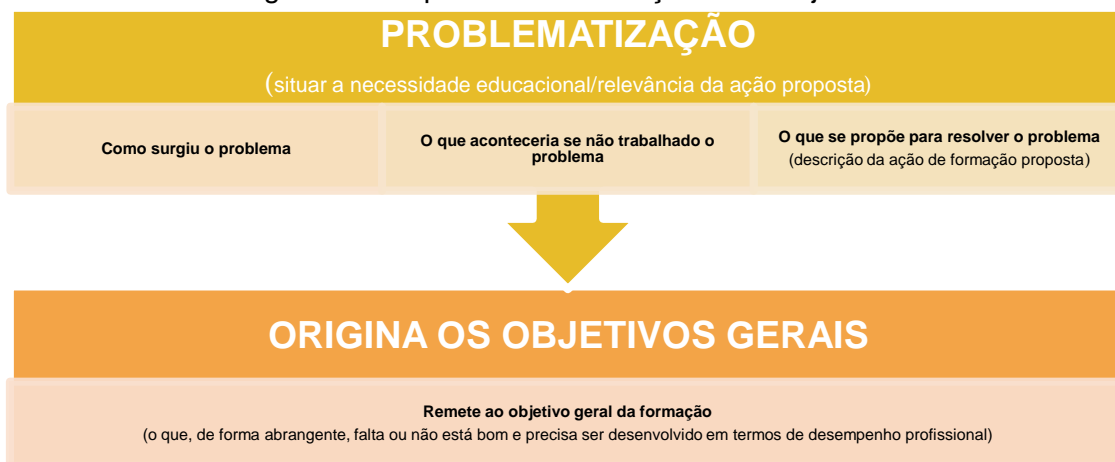 PROBLEMATIZAÇÃO
(situar a necessidade educacional/relevância da ação proposta)
Como surgiu o problema
O que aconteceria se não trabalhado o
problema
O que se propõe para resolver o problema
(descrição da ação de formação proposta)
ORIGINA OS OBJETIVOS GERAIS
Remete ao objetivo geral da formação
(o que, de forma abrangente, falta ou não está bom e precisa ser desenvolvido em termos de desempenho profissional)